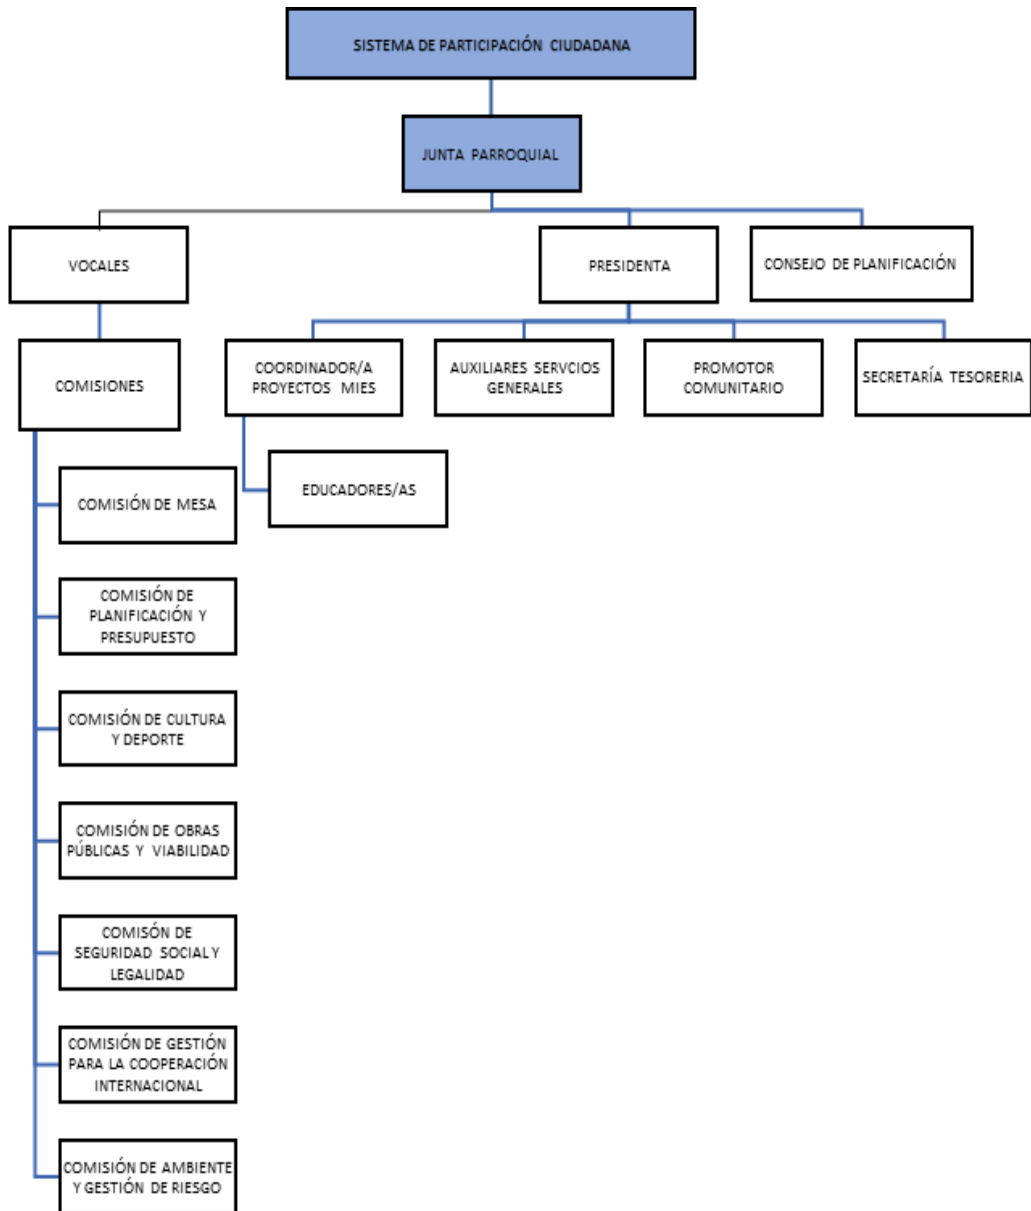 SISTEMA DE PARTICIPACIÓN CIUDADANA
JUNTA PARROQUIAL
VOCALES
PRESIDENTA
CONSEJO DE PLANIFICACIÓN
COMISIONES
COORDINADOR/A
PROYECTOS MIES
AUXILIARES SERVCIOS
GENERALES
PROMOTOR
COMUNITARIO
SECRETARÍA TESORERIA
EDUCADORES/AS
COMISIÓN DE MESA
COMISIÓN DE
PLANIFICACIÓN Y
PRESUPUESTO
COMISIÓN DE CULTURA
Y DEPORTE
COMISIÓN DE OBRAS
PÚBLICAS Y VIABILIDAD
COMISÓN DE
SEGURIDAD SOCIAL Y
LEGALIDAD
COMISIÓN DE GESTIÓN
PARA LA COOPERACIÓN
INTERNACIONAL
COMISIÓN DE AMBIENTE
Y GESTIÓN DE RIESGO